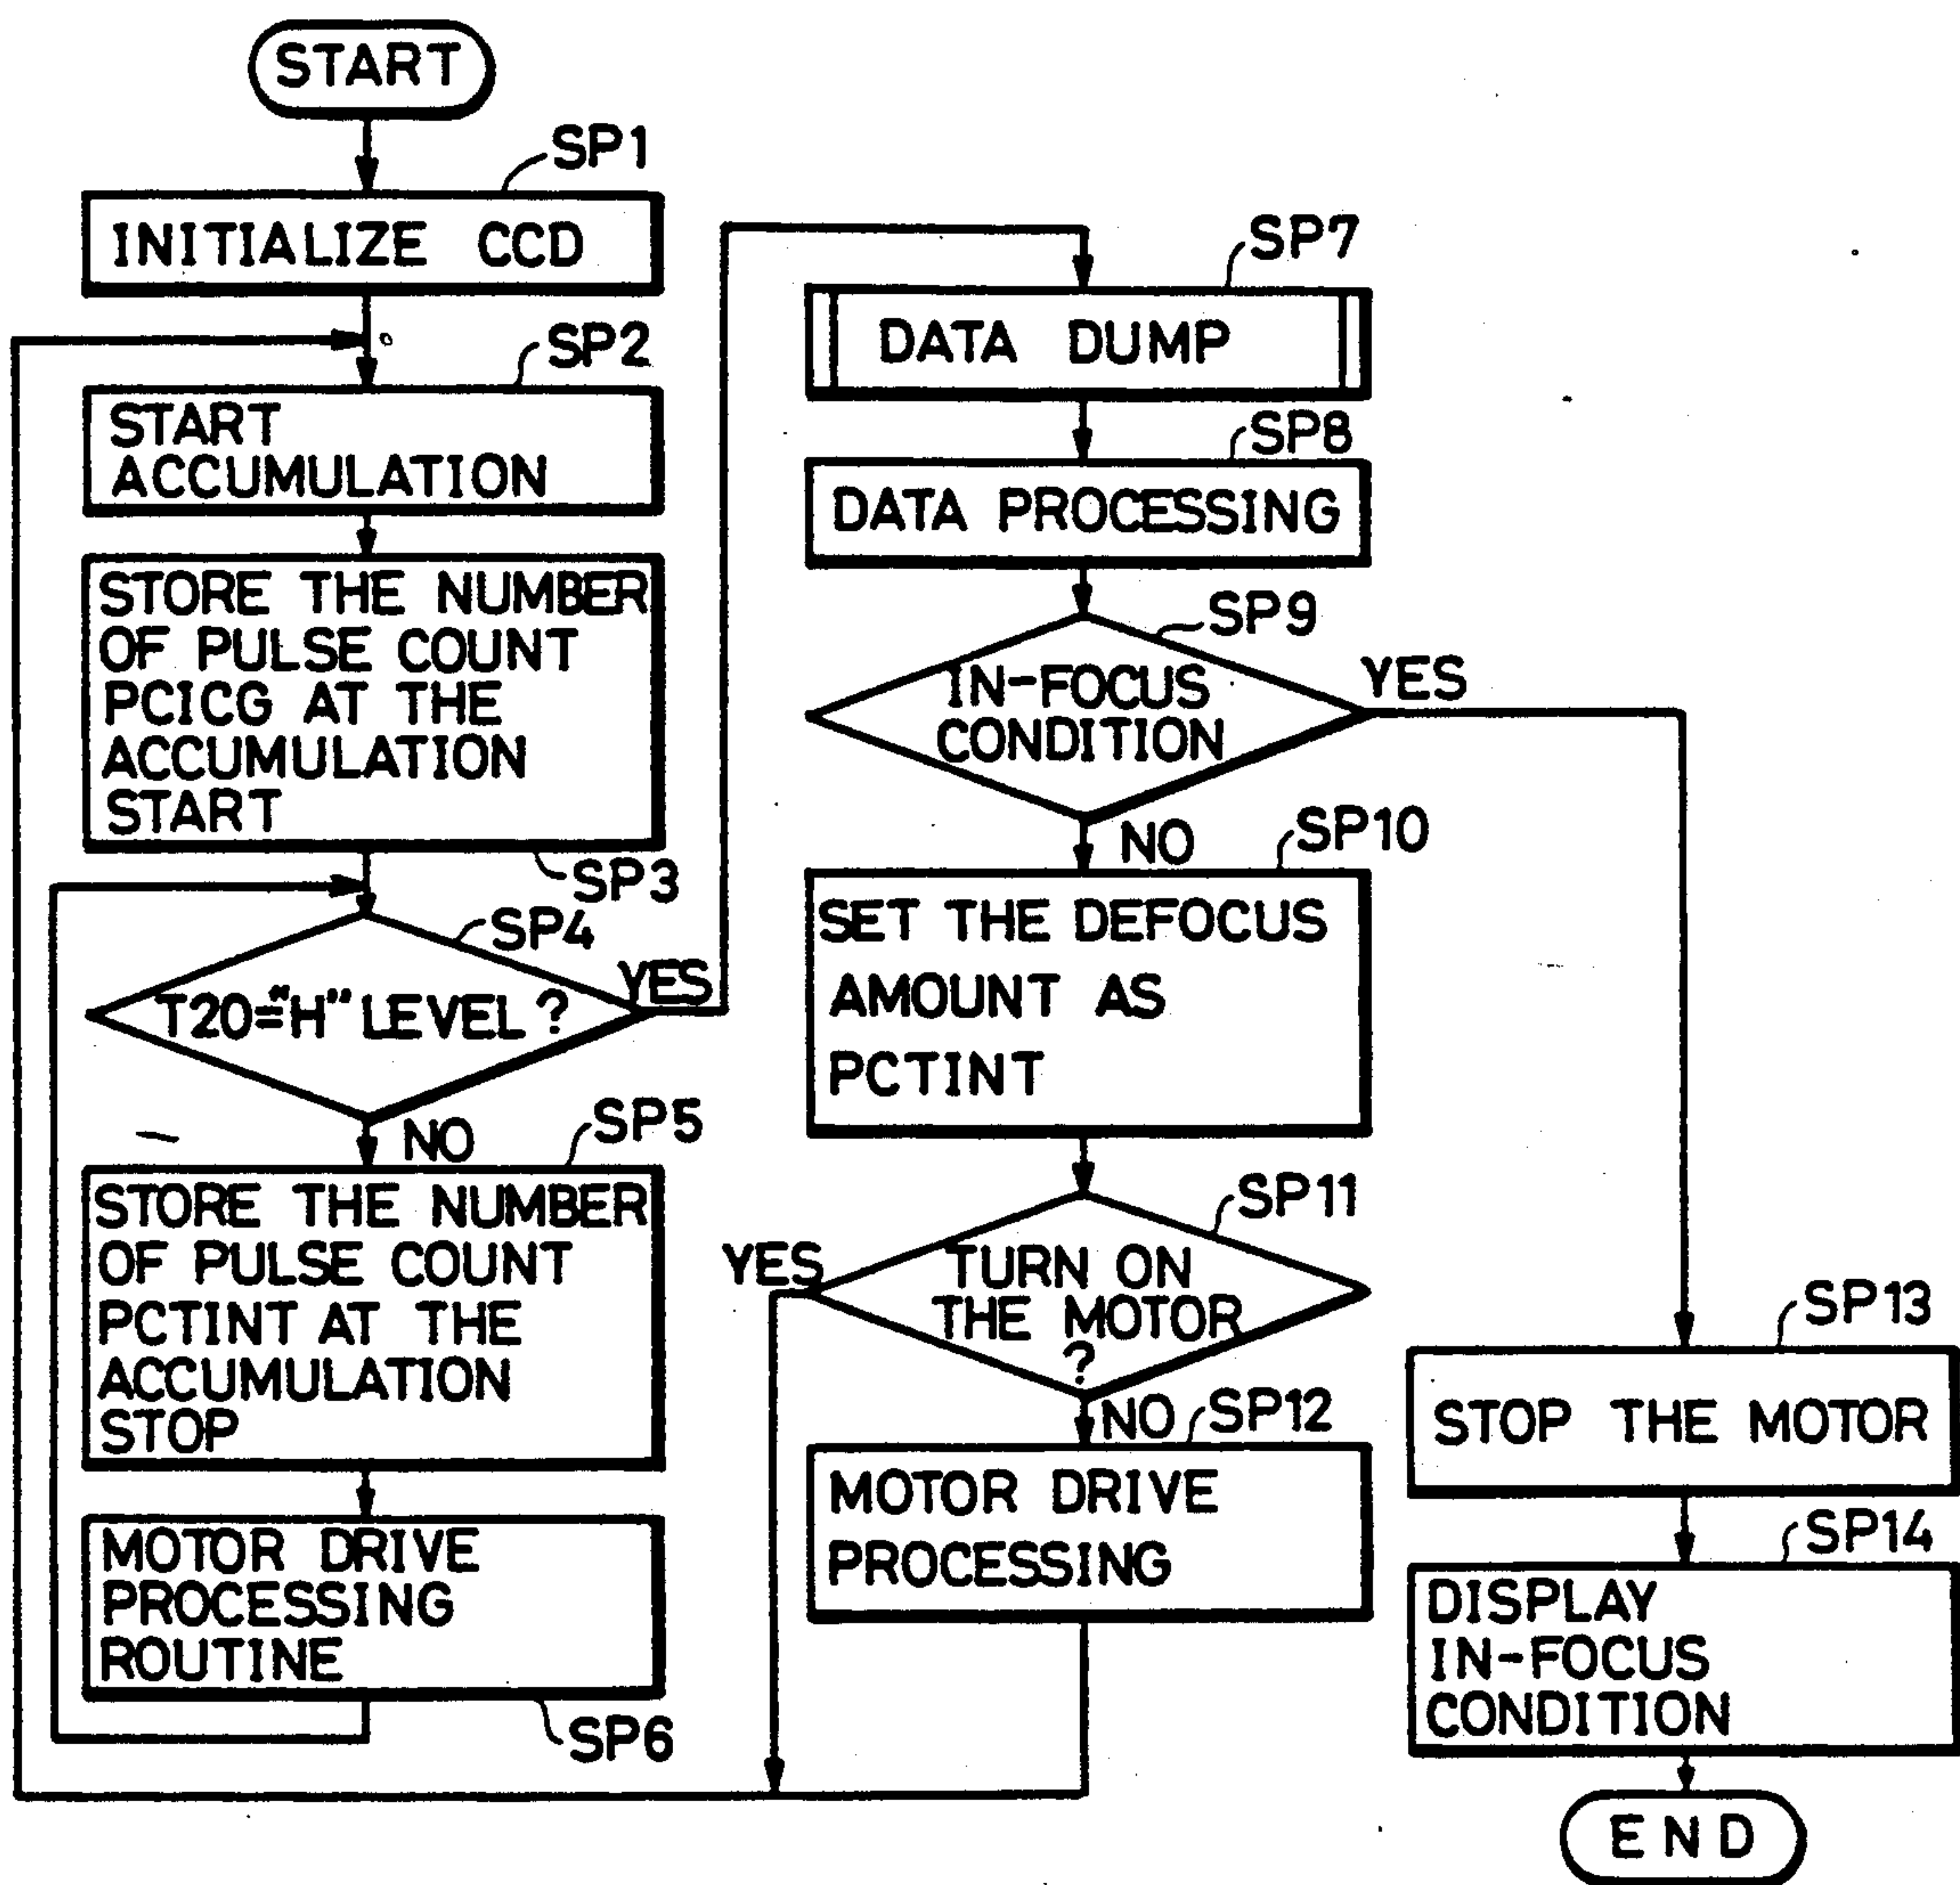 START
SP1
INITIALIZE CCD
SP2
START
ACCUMULATION
STORE THE NUMBER
OF PULSE COUNT
PCICG AT THE
ACCUMULATION
START
SP3
SP4
T20="H" LEVEL ?
YES
NO
SP5
STORE THE NUMBER
OF PULSE COUNT
PCTINT AT THE
ACCUMULATION
STOP
MOTOR DRIVE
PROCESSING
ROUTINE
SP6
SP7
DATA DUMP
SP8
DATA PROCESSING
SP9
IN-FOCUS
CONDITION
YES
NO
SP10
SET THE DEFOCUS
AMOUNT AS
PCTINT
SP11
TURN ON
THE MOTOR
?
YES
NO
SP12
MOTOR DRIVE
PROCESSING
SP13
STOP THE MOTOR
SP14
DISPLAY
IN-FOCUS
CONDITION
END